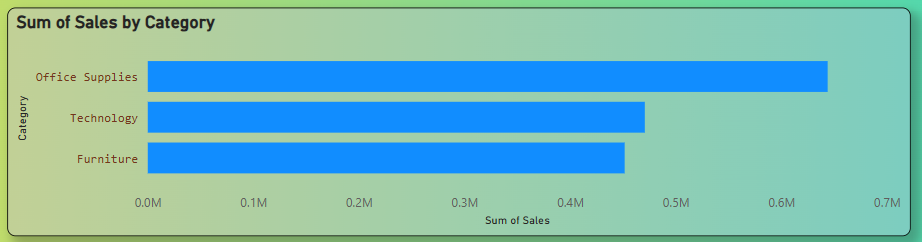 Sum of Sales by Category
Category
Office Supplies
Technology
Furniture
0.0M 0.1M 0.2M 0.3M 0.4M 0.5M 0.6M 0.7M
Sum of Sales